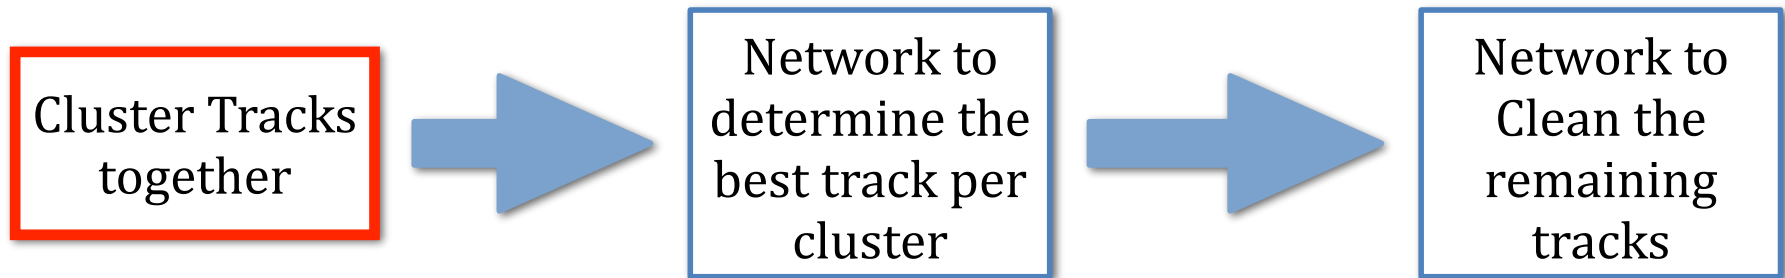 Cluster Tracks
together
Network to
determine the
best track per
cluster
Network to
Clean the
remaining
tracks